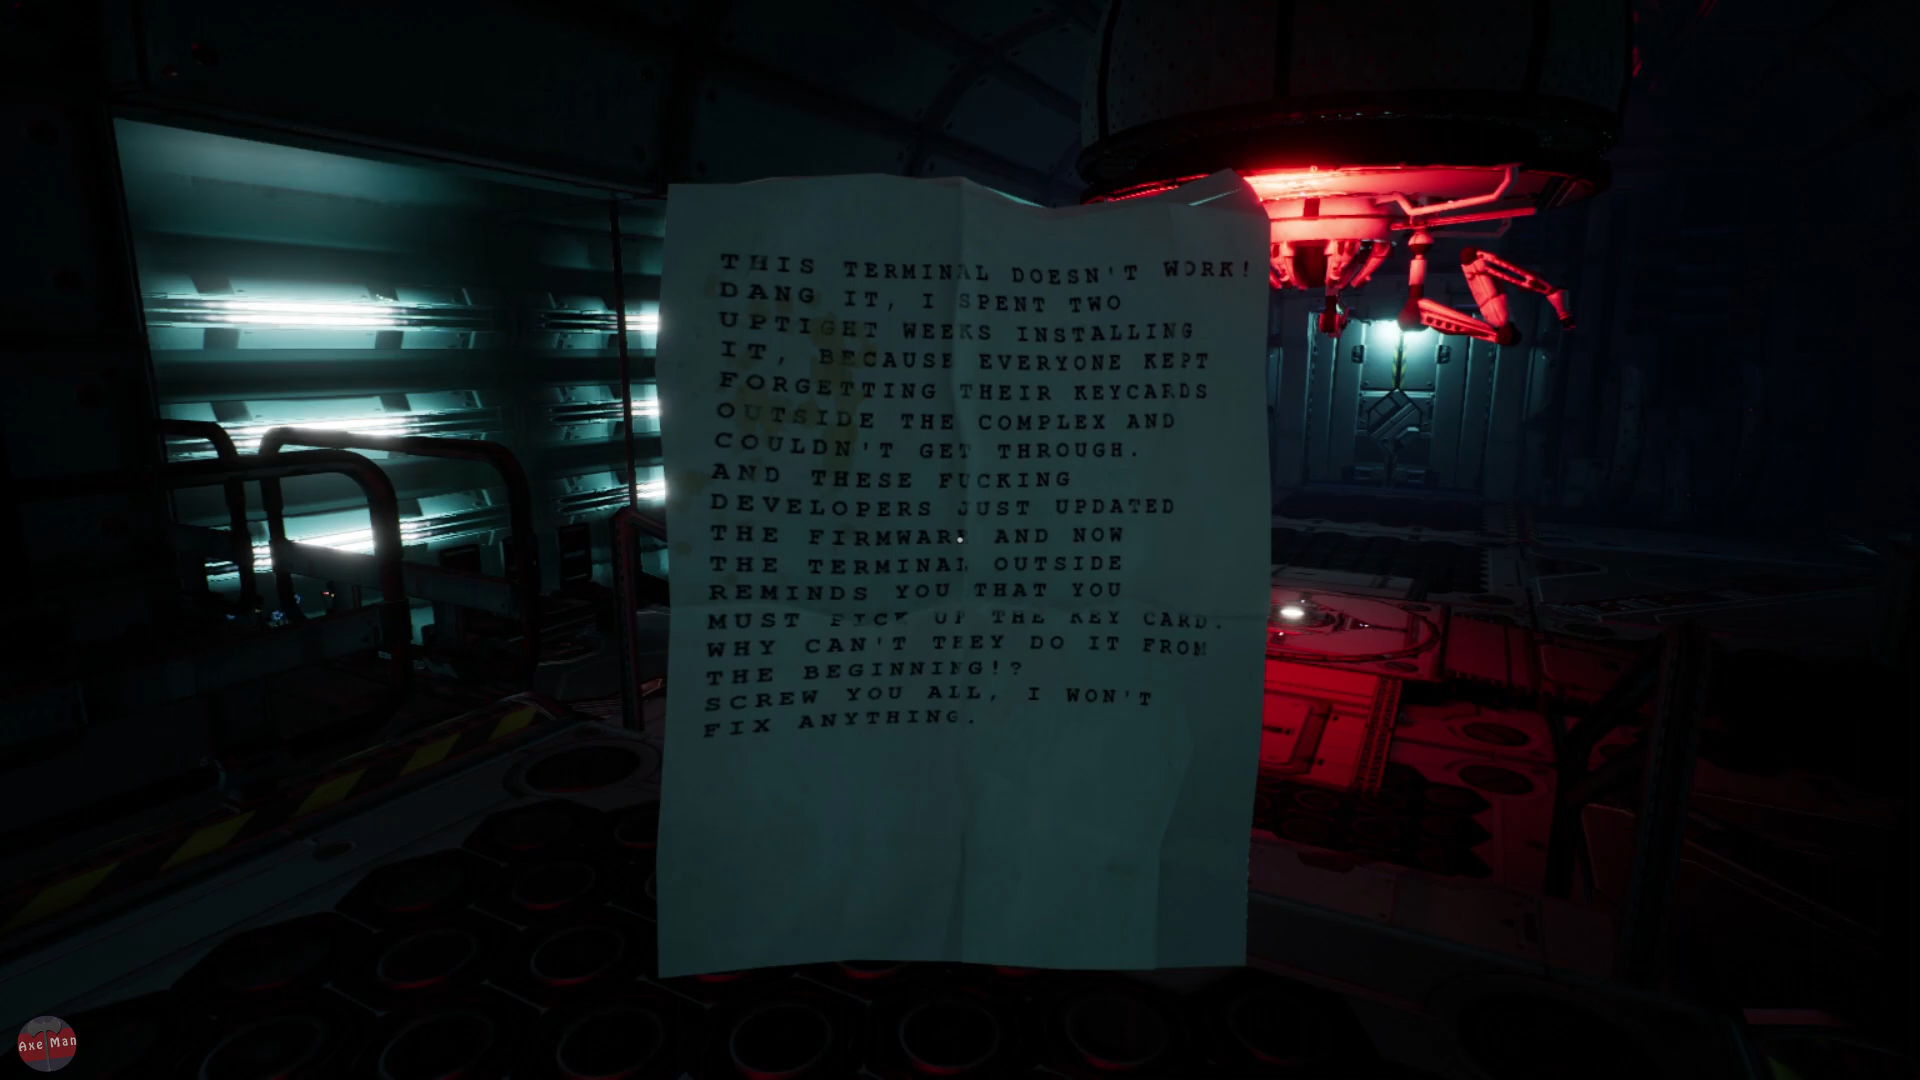 THIS TERMINAL DOESN'T WORK!
DANG IT, I SPENT TWO
UPTIGHT WEEKS INSTALLING
IT, BECAUSE EVERYONE KEPT
FORGETTING THEIR KEYCARDS
OUTSIDE THE COMPLEX AND
COULDN'T GET THROUGH.
AND THESE FUCKING
DEVELOPERS JUST UPDATED
THE FIRMWARE AND NOW
THE TERMINAL OUTSIDE
REMINDS YOU THAT YOU
MUST PICK UP THE KEY CARD.
WHY CAN'T THEY DO IT FROM
THE BEGINNING!?
SCREW YOU ALL, I WON'T
FIX ANYTHING.
Axe Man